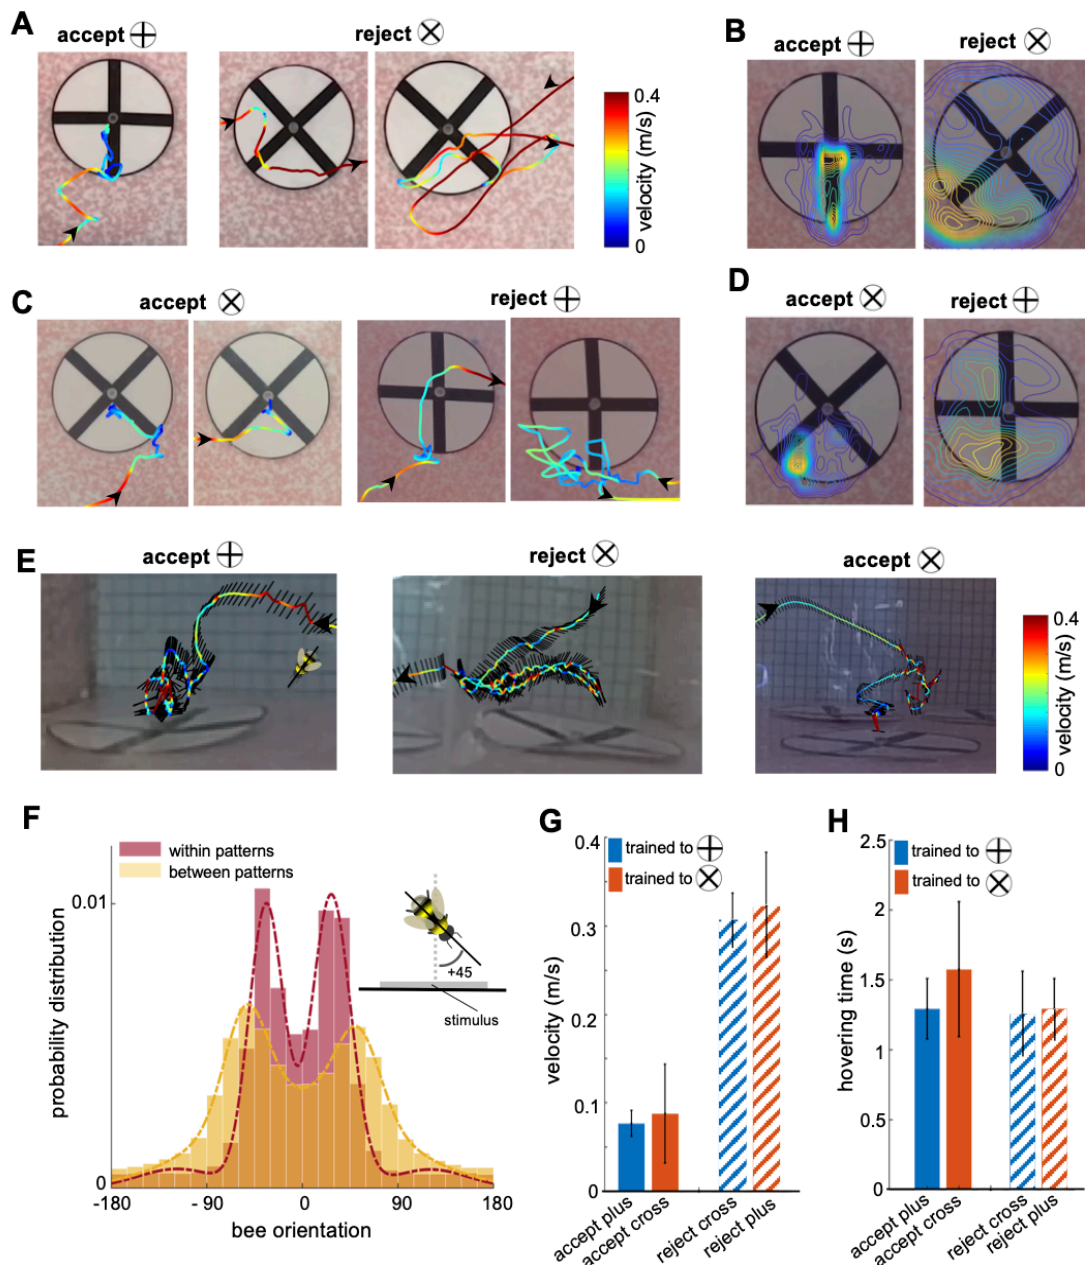 A
accept
reject
0.4
velocity (m/s)
0
B
accept
reject
C
accept
reject
D
accept
reject
E
accept
reject
accept
0.4
velocity (m/s)
0
F
within patterns
between patterns
0.01
0
probability distribution
+45
stimulus
-180
-90
0
90
180
bee orientation
G
0.4
0.3
0.2
0.1
0
velocity (m/s)
trained to
trained to
accept plus
accept cross
reject cross
reject plus
H
2.5
2
1.5
1
0.5
0
hovering time (s)
trained to
trained to
accept plus
accept cross
reject cross
reject plus